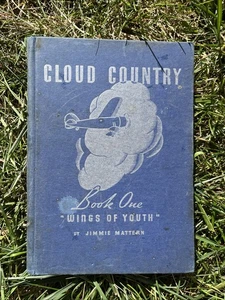 CLOUD COUNTRY
Book One
"WINGS OF YOUTH"
BY JIMMIE MATTERN